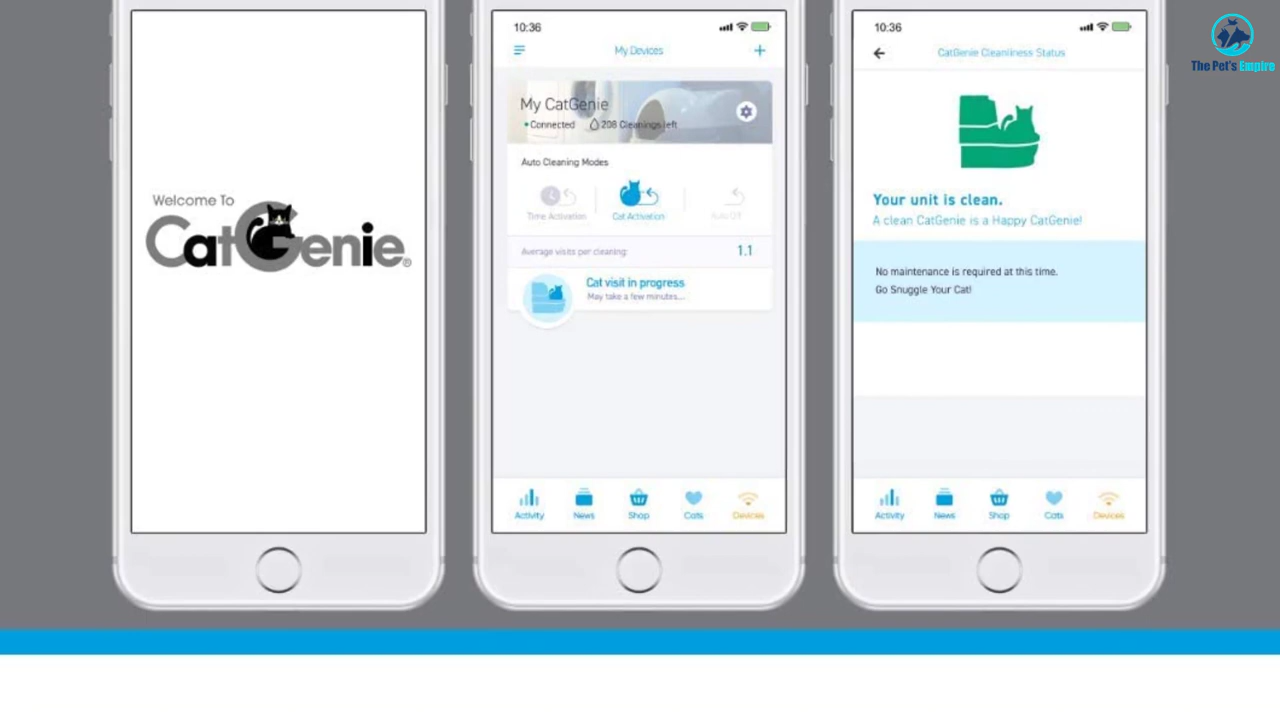 Welcome To
CatGenie®
10:36
My Devices
My CatGenie
Connected
208 Cleanings left
Auto Cleaning Modes
Time Activation
Cat Activation
Auto Off
Average visits per cleaning:
1.1
Cat visit in progress
May take a few minutes...
Activity
News
Shop
Cats
Devices
10:36
CatGenie Cleanliness Status
Your unit is clean.
A clean CatGenie is a Happy CatGenie!
No maintenance is required at this time.
Go Snuggle Your Cat!
Activity
News
Shop
Cats
Devices
The Pet's Empire